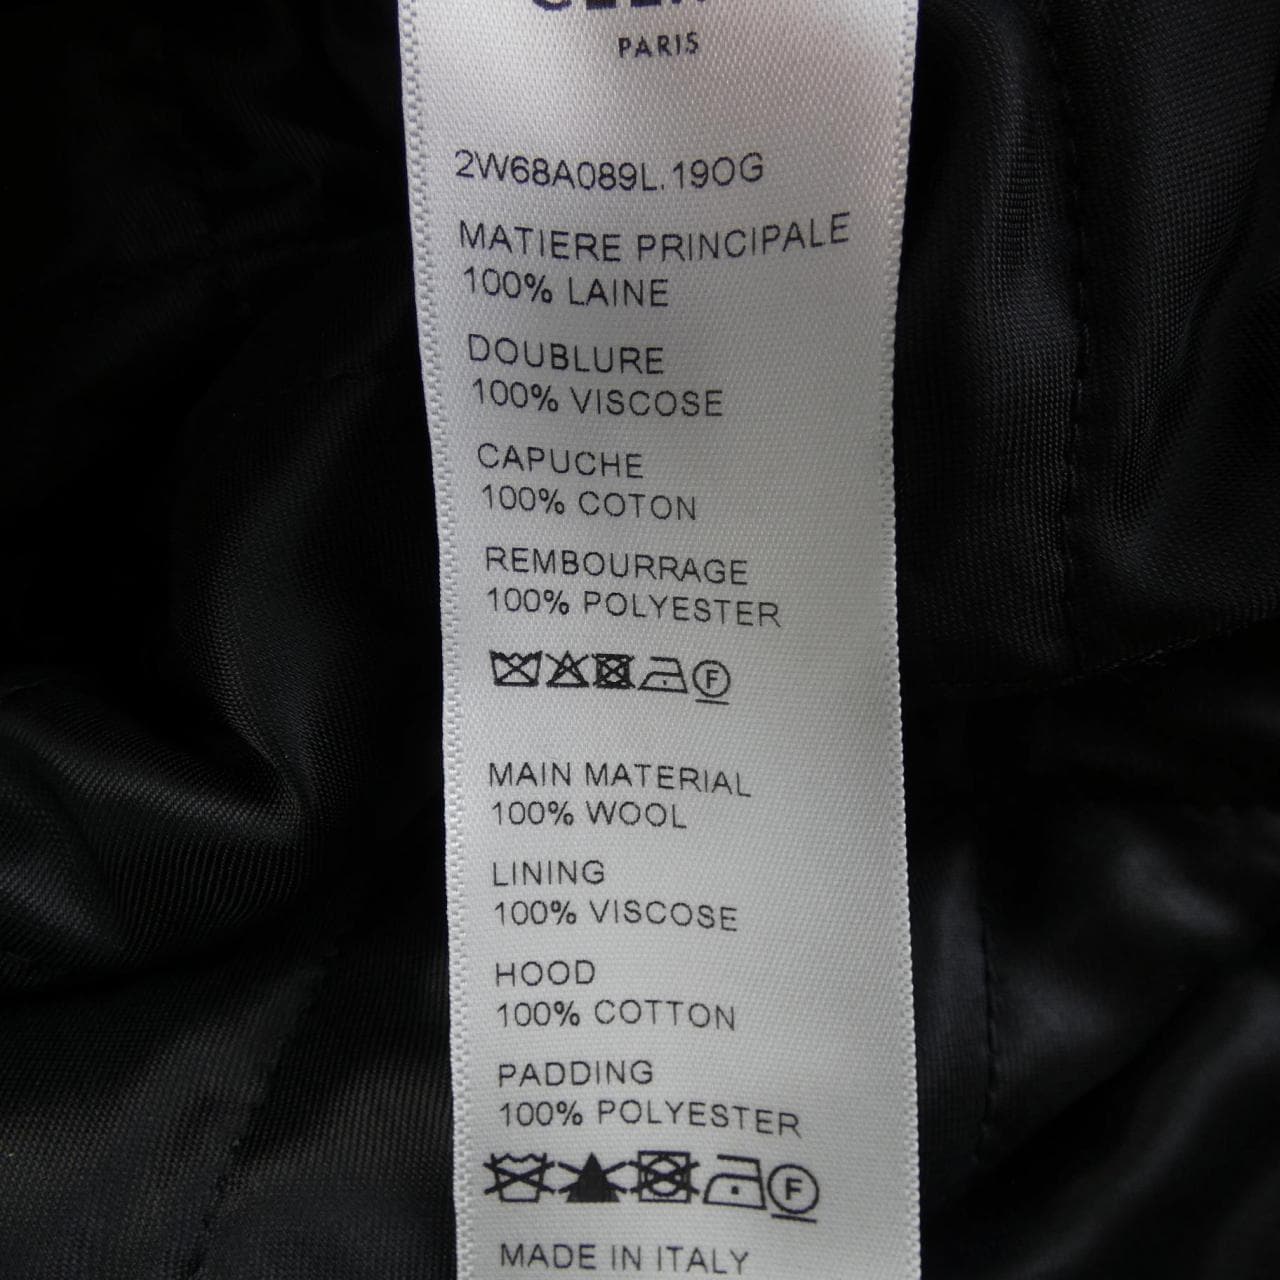 PARIS
2W68A089L.19OG
MATIERE PRINCIPALE
100% LAINE
DOUBLURE
100% VISCOSE
CAPUCHE
100% COTON
REMBOURRAGE
100% POLYESTER
F
MAIN MATERIAL
100% WOOL
LINING
100% VISCOSE
HOOD
100% COTTON
PADDING
100% POLYESTER
F
MADE IN ITALY